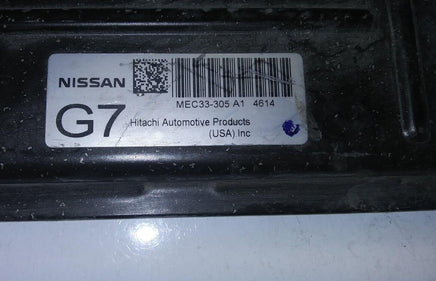 NISSAN
MEC33-305 A1 4614
G7
Hitachi Automotive Products
(USA) Inc